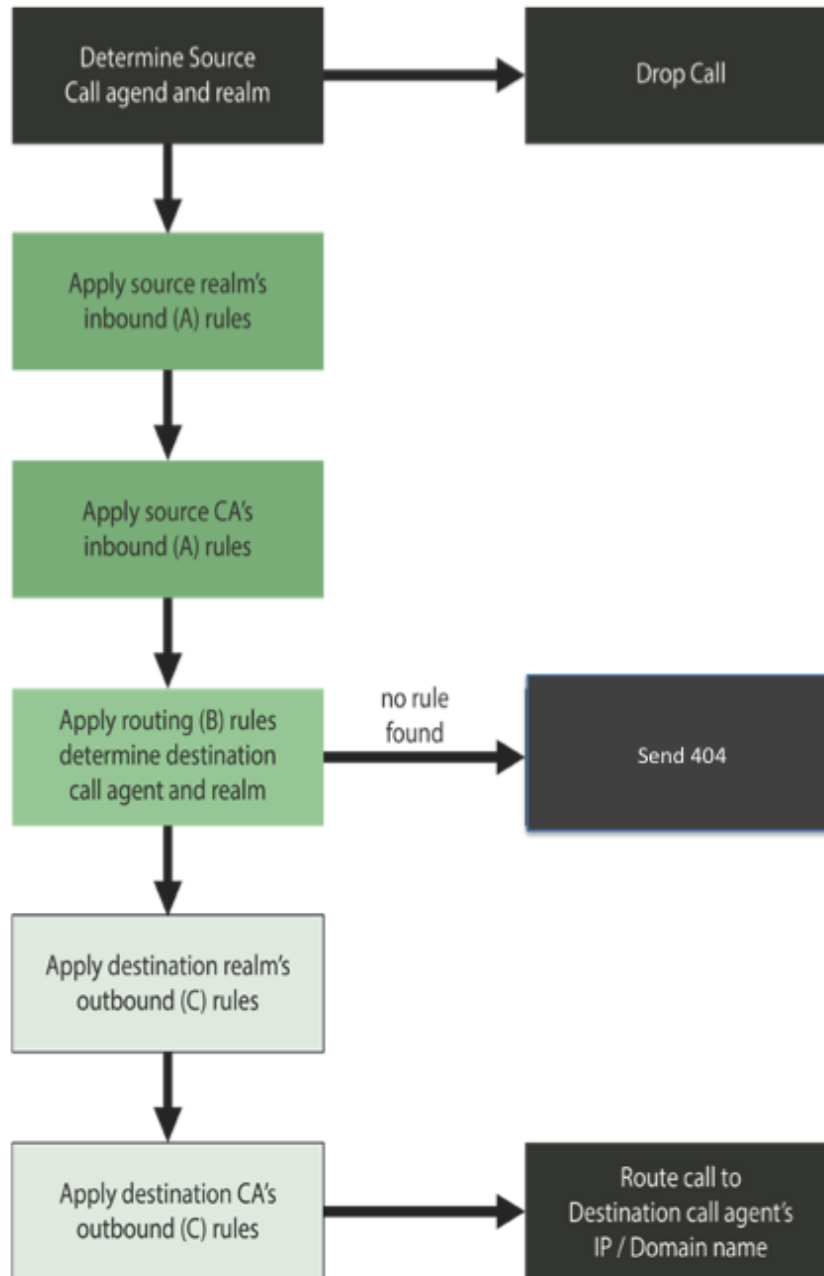 Determine Source
Call agend and realm
Drop Call
Apply source realm's
inbound (A) rules
Apply source CA's
inbound (A) rules
Apply routing (B) rules
determine destination
call agent and realm
no rule
found
Send 404
Apply destination realm's
outbound (C) rules
Apply destination CA's
outbound (C) rules
Route call to
Destination call agent's
IP / Domain name